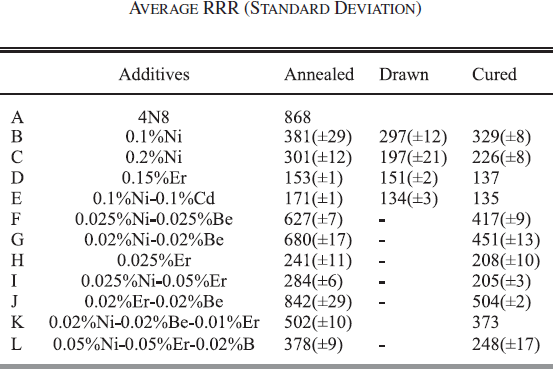 AVERAGE RRR (STANDARD DEVIATION)
Additives Annealed Drawn Cured
A 4N8 868
B 0.1%Ni 381(±29) 297(±12) 329(±8)
C 0.2%Ni 301(±12) 197(±21) 226(±8)
D 0.15%Er 153(±1) 151(±2) 137
E 0.1%Ni-0.1%Cd 171(±1) 134(±3) 135
F 0.025%Ni-0.025%Be 627(±7) - 417(±9)
G 0.02%Ni-0.02%Be 680(±17) - 451(±13)
H 0.025%Er 241(±11) - 208(±10)
I 0.025%Ni-0.05%Er 284(±6) - 205(±3)
J 0.02%Er-0.02%Be 842(±29) - 504(±2)
K 0.02%Ni-0.02%Be-0.01%Er 502(±10) 373
L 0.05%Ni-0.05%Er-0.02%B 378(±9) - 248(±17)